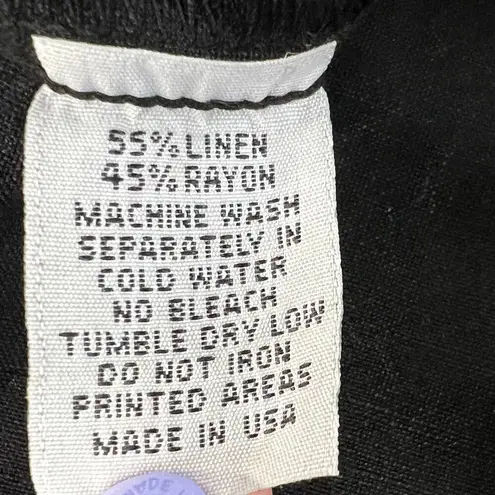 55% LINEN
45% RAYON
MACHINE WASH
SEPARATELY IN
COLD WATER
NO BLEACH
TUMBLE DRY LOW
DO NOT IRON
PRINTED AREAS
MADE IN USA
MADE